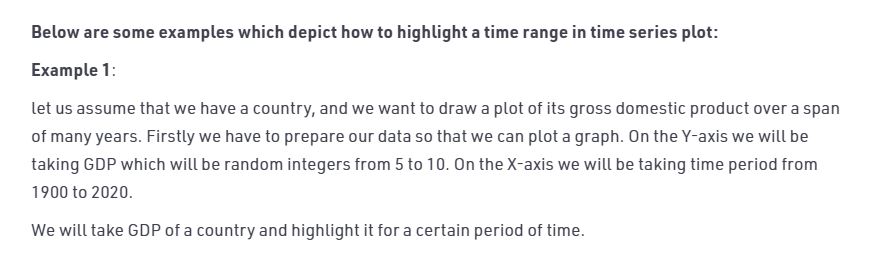 Below are some examples which depict how to highlight a time range in time series plot:
Example 1:
let us assume that we have a country, and we want to draw a plot of its gross domestic product over a span
of many years. Firstly we have to prepare our data so that we can plot a graph. On the Y-axis we will be
taking GDP which will be random integers from 5 to 10. On the X-axis we will be taking time period from
1900 to 2020.
We will take GDP of a country and highlight it for a certain period of time.